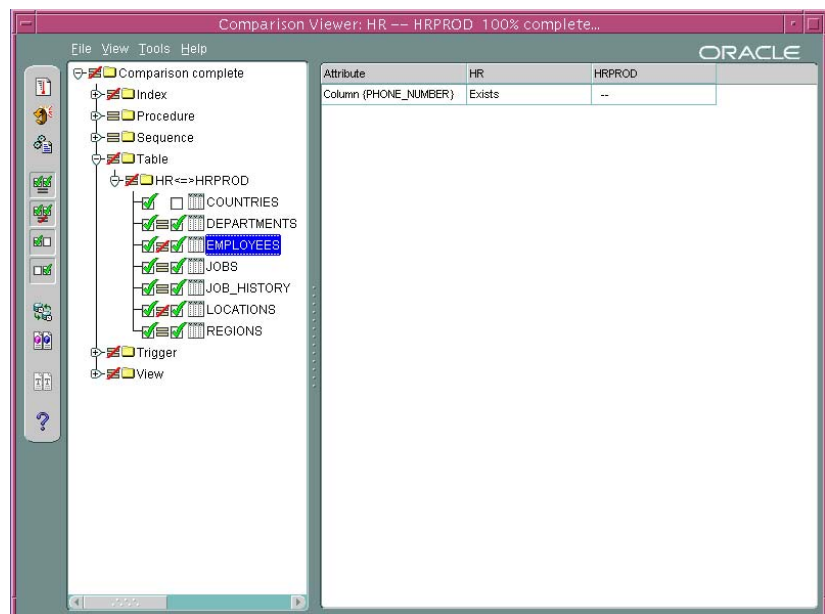 Comparison Viewer: HR -- HRPROD 100% complete...
File View Tools Help
ORACLE
Comparison complete
Index
Procedure
Sequence
Table
HR<=>HRPROD
COUNTRIES
DEPARTMENTS
EMPLOYEES
JOBS
JOB_HISTORY
LOCATIONS
REGIONS
Trigger
View
Attribute HR HRPROD
Column {PHONE_NUMBER} Exists --